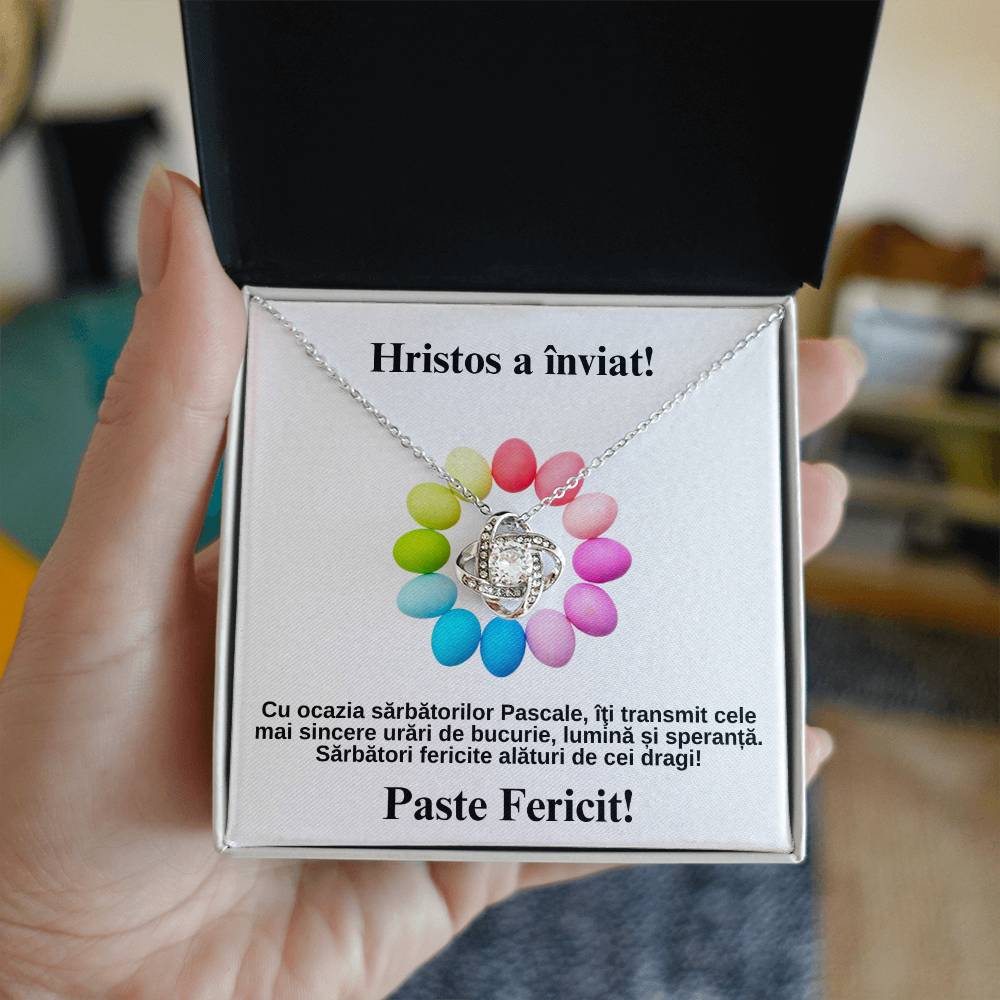 Hristos a înviat!
Cu ocazia sărbătorilor Pascale, îţi transmit cele
mai sincere urări de bucurie, lumină și speranță.
Sărbători fericite alături de cei dragi!
Paste Fericit!